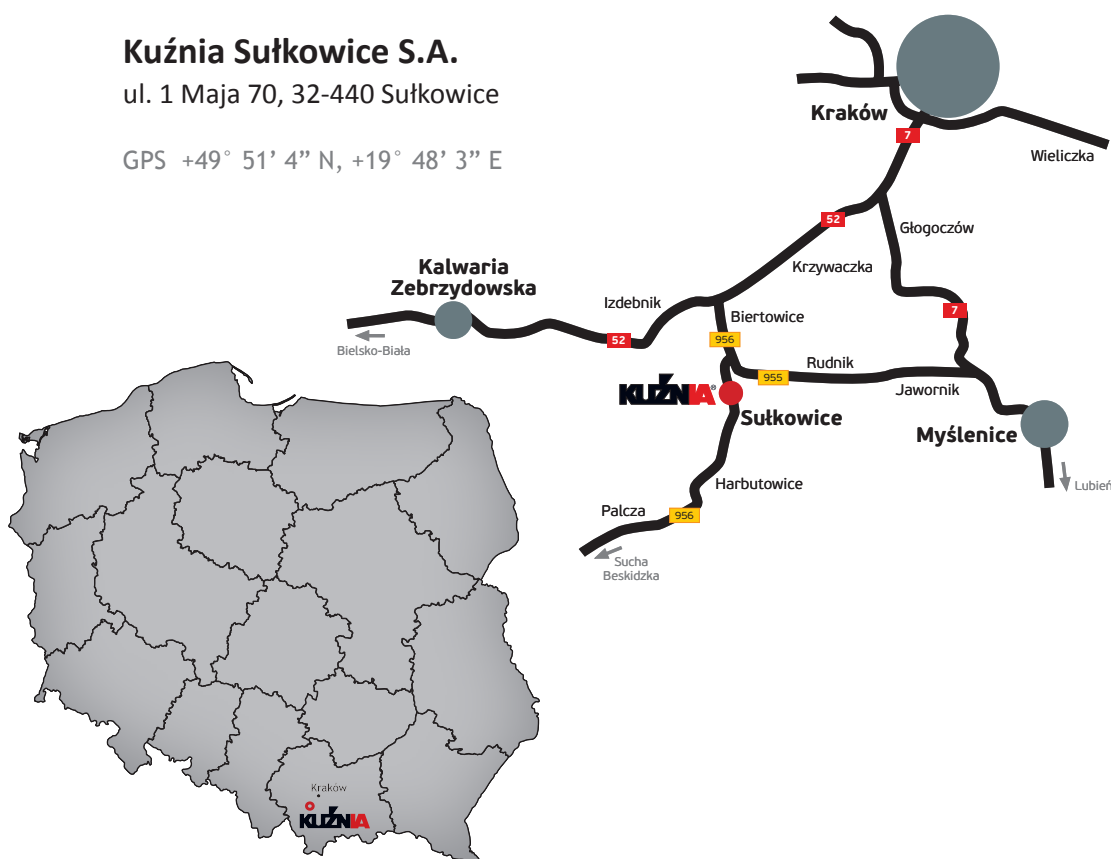 Kuźnia Sułkowice S.A.
ul. 1 Maja 70, 32-440 Sułkowice
GPS +49° 51’ 4” N, +19° 48’ 3” E
Kraków
7
Wieliczka
52
Głogoczów
Krzywaczka
Kalwaria
Zebrzydowska
Izdebnik
Biertowice
7
52
956
Bielsko-Biała
Rudnik
955
Jawornik
KUŹNIA®
Sułkowice
Myślenice
Harbutowice
Lubień
Palcza
956
Sucha
Beskidzka
Kraków
KUŹNIA